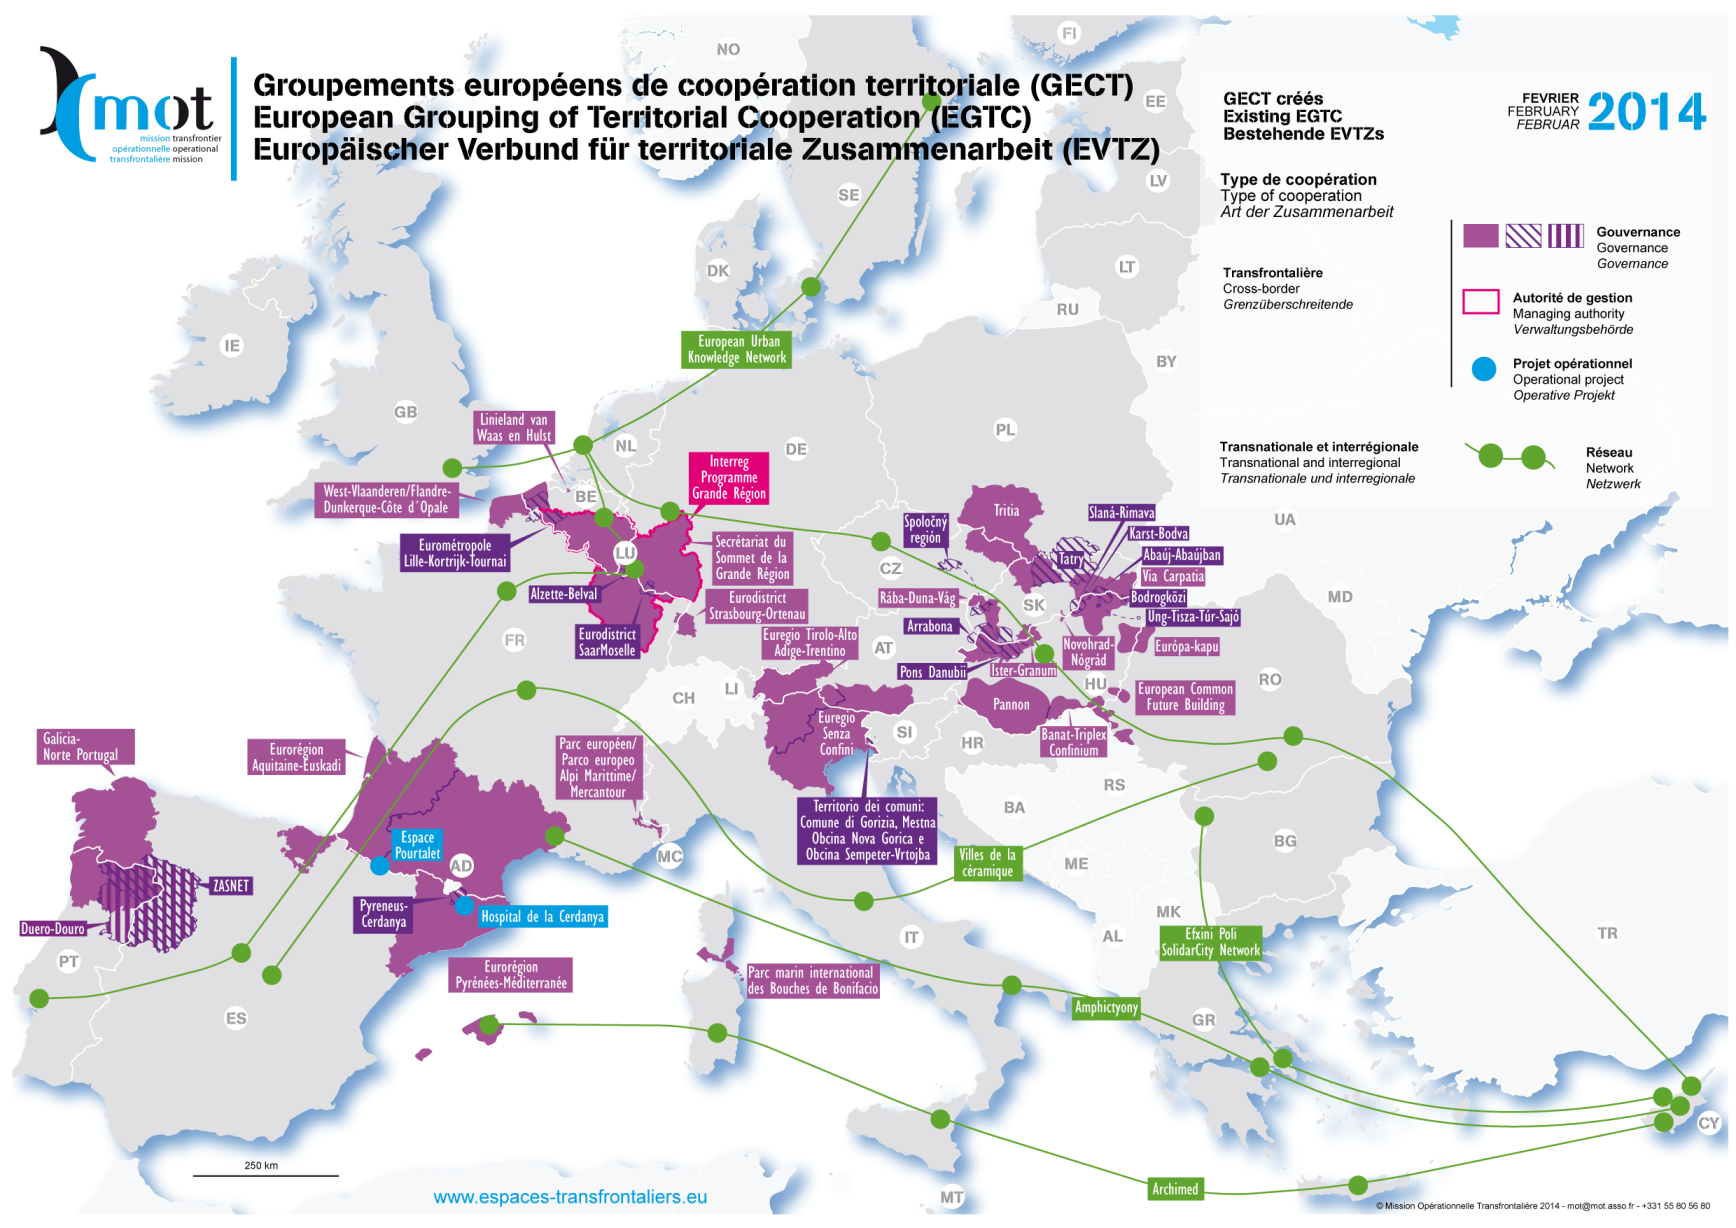 mot
mission transfrontier
opérationnelle operational
transfrontalière mission
Groupements européens de coopération territoriale (GECT)
European Grouping of Territorial Cooperation (EGTC)
Europäischer Verbund für territoriale Zusammenarbeit (EVTZ)
GECT créés
Existing EGTC
Bestehende EVTZs
FEVRIER
FEBRUARY
FEBRUAR
2014
Type de coopération
Type of cooperation
Art der Zusammenarbeit
Transfrontalière
Cross-border
Grenzüberschreitende
Gouvernance
Governance
Governance
Autorité de gestion
Managing authority
Verwaltungsbehörde
Projet opérationnel
Operational project
Operative Projekt
Transnationale et interrégionale
Transnational and interregional
Transnationale und interregionale
Réseau
Network
Netzwerk
NO
FI
EE
SE
LV
DK
LT
RU
IE
BY
GB
NL
DE
PL
BE
UA
LU
CZ
SK
MD
FR
AT
CH
LI
HU
RO
SI
HR
BA
RS
MC
AD
ME
BG
MK
AL
IT
PT
ES
GR
TR
CY
MT
European Urban
Knowledge Network
Linieland van
Waas en Hulst
Interreg
Programme
Grande Région
West-Vlaanderen/Flandre-
Dunkerque-Côte d´Opale
Eurométropole
Lille-Kortrijk-Tournai
Secrétariat du
Sommet de la
Grande Région
Alzette-Belval
Eurodistrict
Strasbourg-Ortenau
Eurodistrict
SaarMoselle
Euregio Tirolo-Alto
Adige-Trentino
Tritia
Spoločný
región
Tatry
Slaná-Rimava
Karst-Bodva
Abaúj-Abaújban
Via Carpatia
Bodrogközi
Ung-Tisza-Túr-Sajó
Rába-Duna-Vág
Arrabona
Pons Danubii
Ister-Granum
Novohrad-
Nógrád
Európa-kapu
European Common
Future Building
Pannon
Banat-Triplex
Confinium
Euregio
Senza
Confini
Territorio dei comuni:
Comune di Gorizia, Mestna
Obcina Nova Gorica e
Obcina Sempeter-Vrtojba
Parc européen/
Parco europeo
Alpi Marittime/
Mercantour
Galicia-
Norte Portugal
Eurorégion
Aquitaine-Euskadi
Espace
Pourtalet
ZASNET
Duero-Douro
Pyreneus-
Cerdanya
Hospital de la Cerdanya
Eurorégion
Pyrénées-Méditerranée
Parc marin international
des Bouches de Bonifacio
Villes de la
céramique
Efxini Poli
SolidarCity Network
Amphictyony
Archimed
250 km
www.espaces-transfrontaliers.eu
© Mission Opérationnelle Transfrontalière 2014 - mot@mot.asso.fr - +331 55 80 56 80